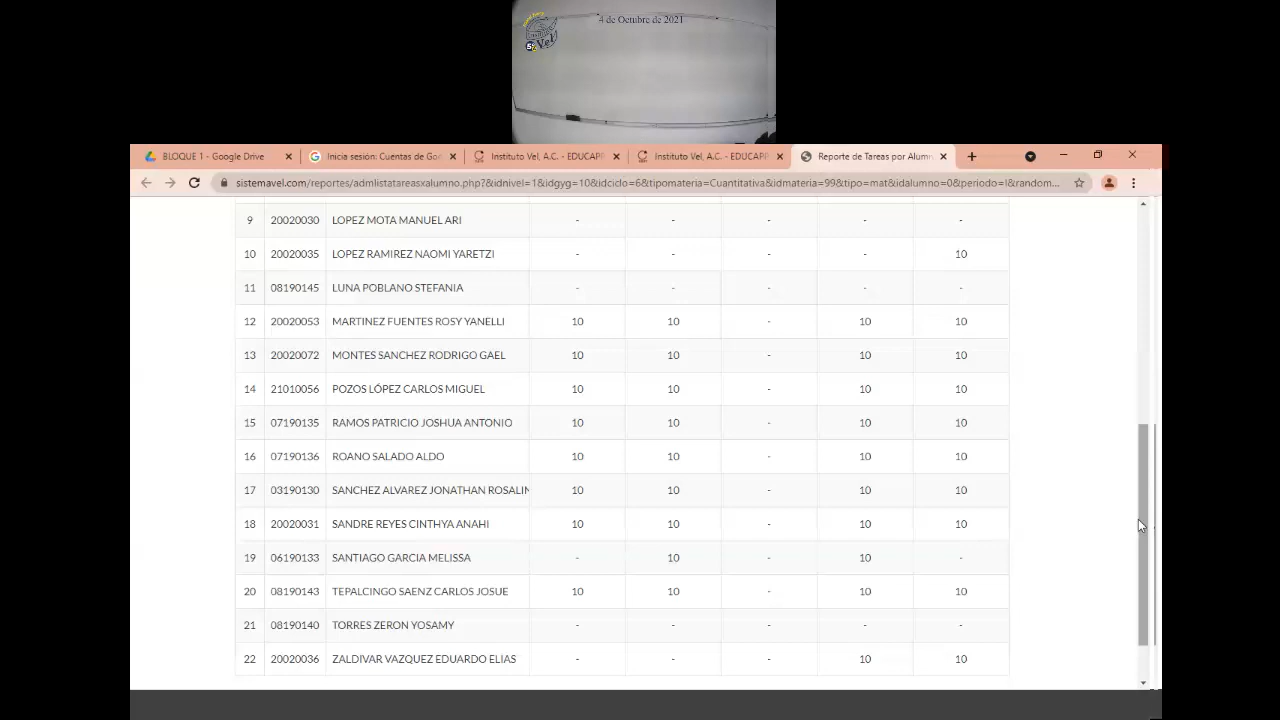 4 de Octubre de 2021
Vel
BLOQUE 1 - Google Drive
Inicia sesión: Cuentas de Goo
Instituto Vel, A.C. - EDUCAPP
Instituto Vel, A.C. - EDUCAPP
Reporte de Tareas por Alumn
sistemavel.com/reportes/admlistatareasxalumno.php?&idnivel=1&idgyg=10&idciclo=6&tipomateria=Cuantitativa&idmateria=99&tipo=mat&idalumno=0&periodo=I&random...
9 20020030 LOPEZ MOTA MANUEL ARI - - - - -
10 20020035 LOPEZ RAMIREZ NAOMI YARETZI - - - - 10
11 08190145 LUNA POBLANO STEFANIA - - - - -
12 20020053 MARTINEZ FUENTES ROSY YANELLI 10 10 - 10 10
13 20020072 MONTES SANCHEZ RODRIGO GAEL 10 10 - 10 10
14 21010056 POZOS LÓPEZ CARLOS MIGUEL 10 10 - 10 10
15 07190135 RAMOS PATRICIO JOSHUA ANTONIO 10 10 - 10 10
16 07190136 ROANO SALADO ALDO 10 10 - 10 10
17 03190130 SANCHEZ ALVAREZ JONATHAN ROSALIN 10 10 - 10 10
18 20020031 SANDRE REYES CINTHYA ANAHI 10 10 - 10 10
19 06190133 SANTIAGO GARCIA MELISSA - 10 - 10 -
20 08190143 TEPALCINGO SAENZ CARLOS JOSUE 10 10 - 10 10
21 08190140 TORRES ZERON YOSAMY - - - - -
22 20020036 ZALDIVAR VAZQUEZ EDUARDO ELIAS - - - 10 10